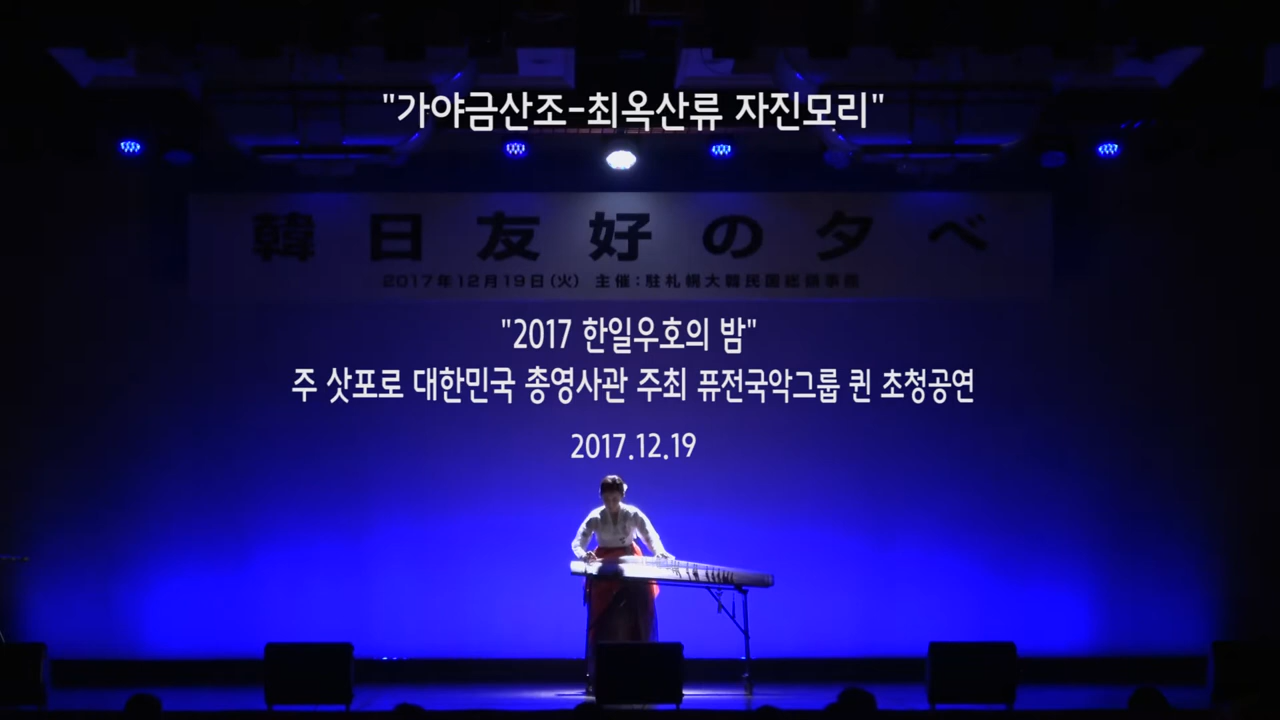 "가야금산조-최옥산류 자진모리"
韓日友好の夕べ
2017年12月19日(火) 主催:駐札幌大韓民国総領事館
"2017 한일우호의 밤"
주 삿포로 대한민국 총영사관 주최 퓨전국악그룹 퀸 초청공연
2017.12.19